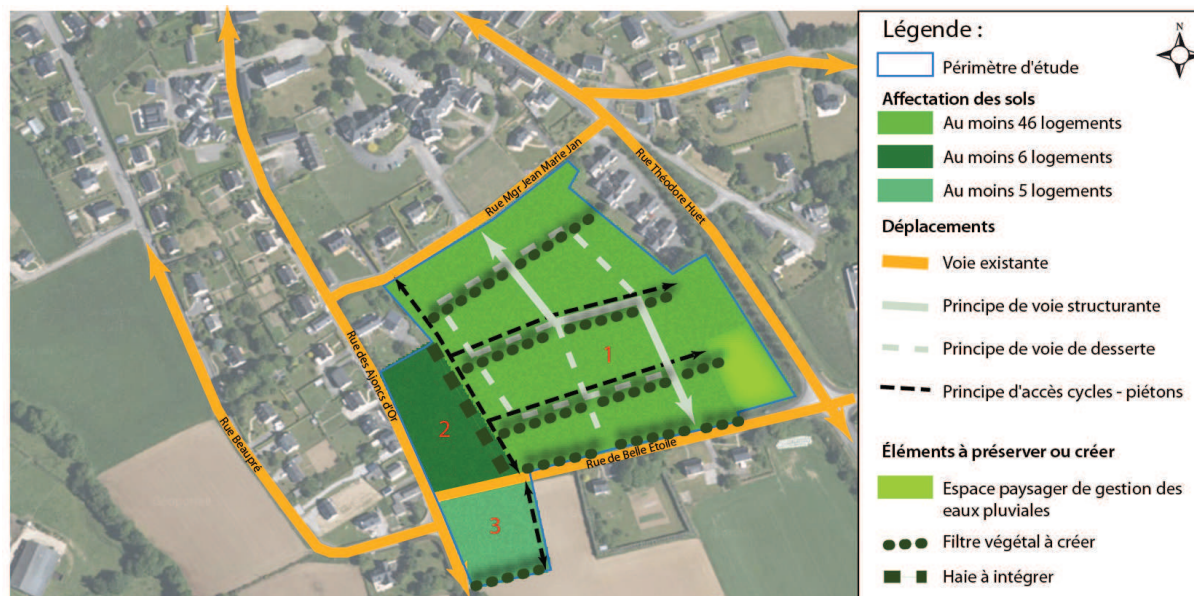 Légende :
N
Périmètre d'étude
Affectation des sols
Au moins 46 logements
Au moins 6 logements
Au moins 5 logements
Déplacements
Voie existante
Principe de voie structurante
Principe de voie de desserte
Principe d'accès cycles - piétons
Éléments à préserver ou créer
Espace paysager de gestion des
eaux pluviales
Filtre végétal à créer
Haie à intégrer
Rue Mgr Jean Marie Jan
Rue Théodore Huet
Rue des Ajoncs d'Or
Rue Beaupré
Rue de Belle Etoile
1
2
3